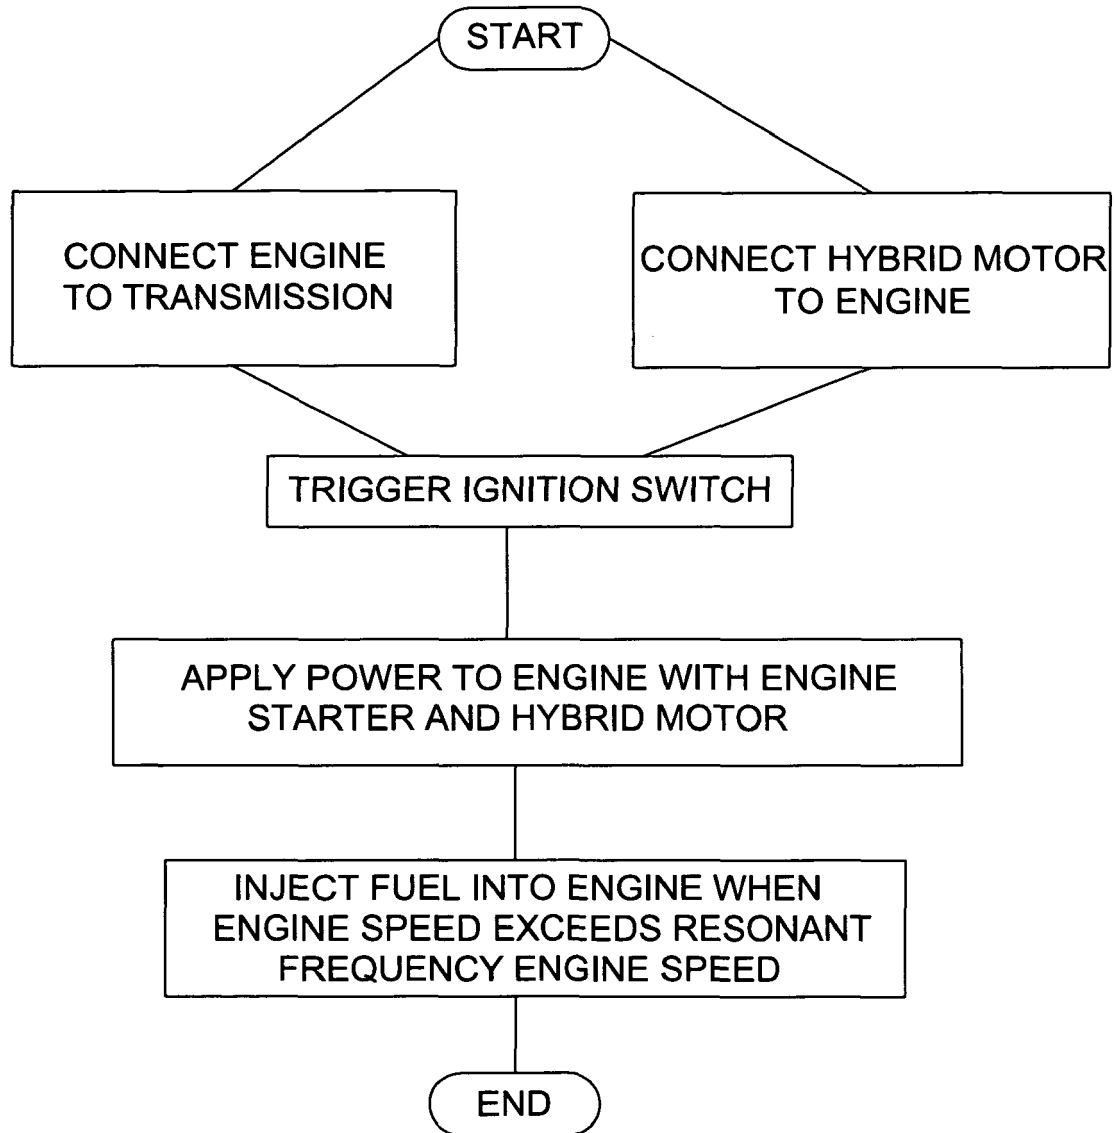 START
CONNECT ENGINE
TO TRANSMISSION
CONNECT HYBRID MOTOR
TO ENGINE
TRIGGER IGNITION SWITCH
APPLY POWER TO ENGINE WITH ENGINE
STARTER AND HYBRID MOTOR
INJECT FUEL INTO ENGINE WHEN
ENGINE SPEED EXCEEDS RESONANT
FREQUENCY ENGINE SPEED
END